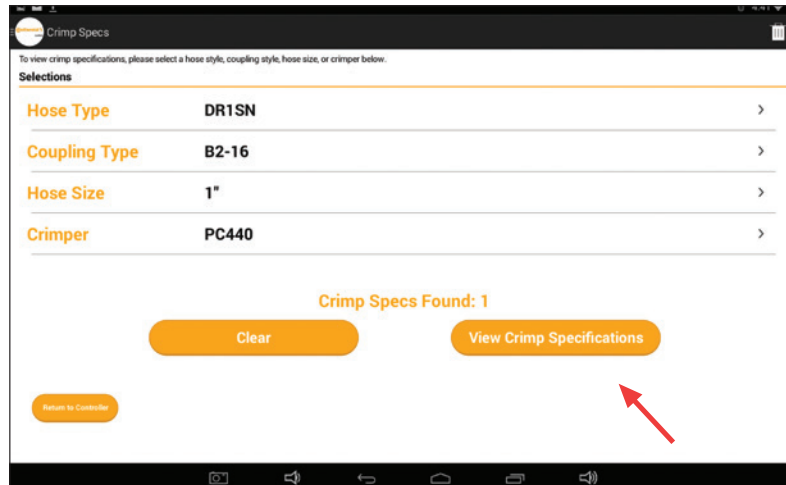 Crimp Specs
To view crimp specifications, please select a hose style, coupling style, hose size, or crimper below.
Selections
Hose Type DR1SN
Coupling Type B2-16
Hose Size 1"
Crimper PC440
Crimp Specs Found: 1
Clear View Crimp Specifications
Return to Controller